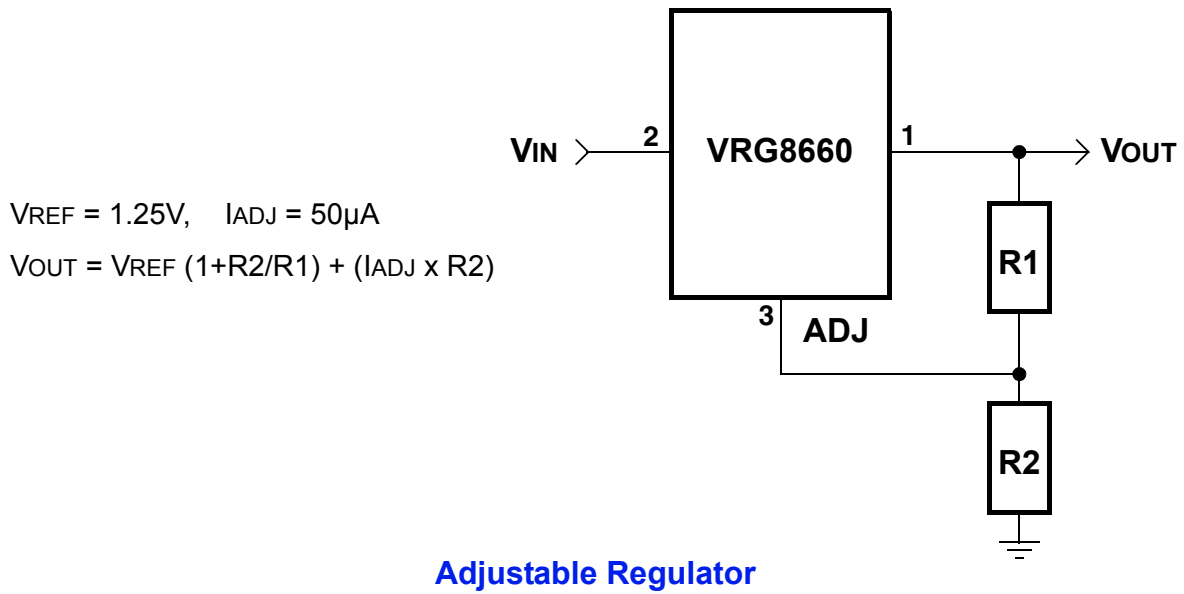 VIN
2
VRG8660
1
VOUT
VREF = 1.25V, IADJ = 50µA
VOUT = VREF (1+R2/R1) + (IADJ x R2)
R1
3
ADJ
R2
Adjustable Regulator